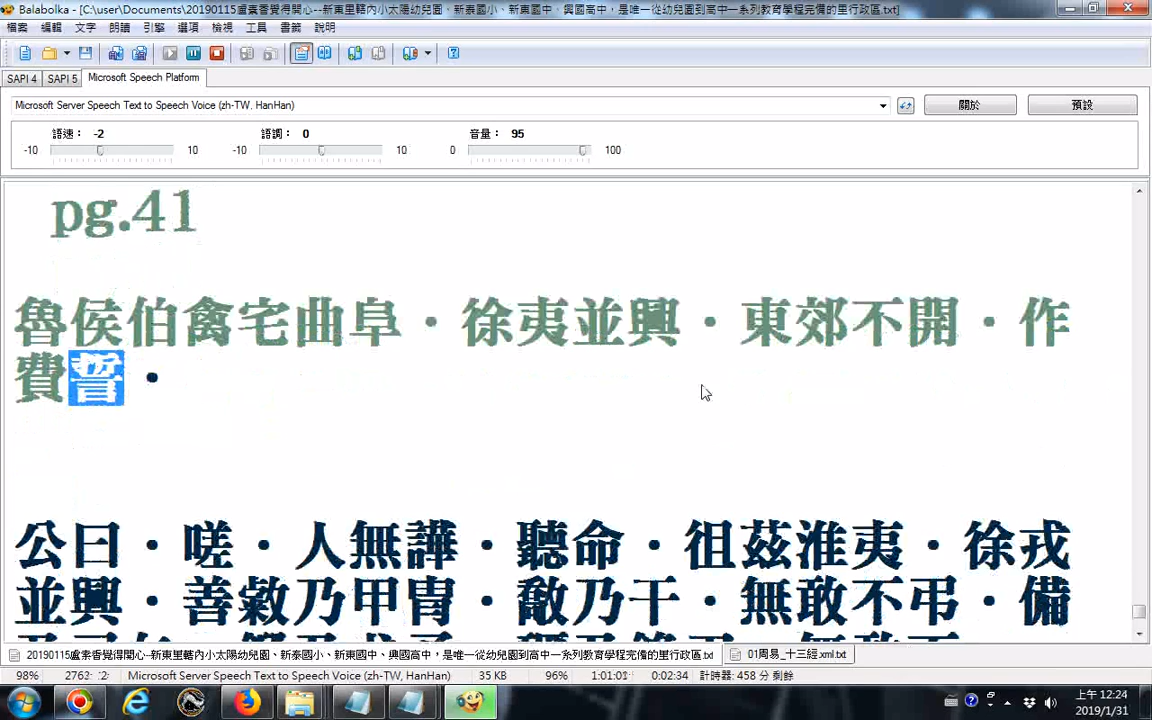 Balabolka - [C:\user\Documents\20190115盧素香覺得開心--新東里轄內小太陽幼兒園、新泰國小、新東國中、興國高中，是唯一從幼兒園到高中一系列教育學程完備的里行政區.txt]
檔案 編輯 文字 朗讀 引擎 選項 檢視 工具 書籤 說明
SAPI 4 SAPI 5 Microsoft Speech Platform
Microsoft Server Speech Text to Speech Voice (zh-TW, HanHan) 關於 預設
語速： -2 語調： 0 音量： 95
-10 10 -10 10 0 100
pg.41
魯侯伯禽宅曲阜．徐夷並興．東郊不開．作
費誓．
公曰．嗟．人無譁．聽命．徂茲淮夷．徐戎
並興．善敹乃甲冑．敿乃干．無敢不弔．備
20190115盧素香覺得開心--新東里轄內小太陽幼兒園、新泰國小、新東國中、興國高中，是唯一從幼兒園到高中一系列教育學程完備的里行政區.txt 01周易_十三經.xml.txt
98% Microsoft Server Speech Text to Speech Voice (zh-TW, HanHan) 35 KB 96% 1:01:01 0:02:34 計時器: 458 分 剩餘
上午 12:24
2019/1/31